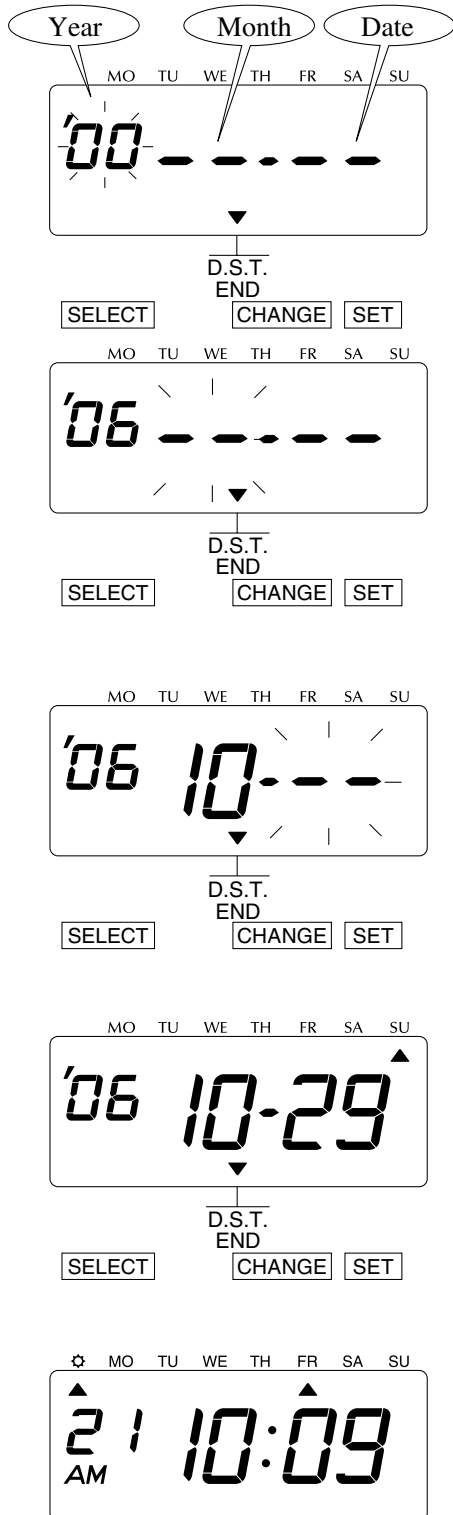 Year Month Date
MO TU WE TH FR SA SU
'00 -- -- - -- --
D.S.T.
END
SELECT CHANGE SET
MO TU WE TH FR SA SU
'06 -- -- - -- --
D.S.T.
END
SELECT CHANGE SET
MO TU WE TH FR SA SU
'06 10 - -- --
D.S.T.
END
SELECT CHANGE SET
MO TU WE TH FR SA SU
'06 10-29
D.S.T.
END
SELECT CHANGE SET
MO TU WE TH FR SA SU
21 10:09
AM